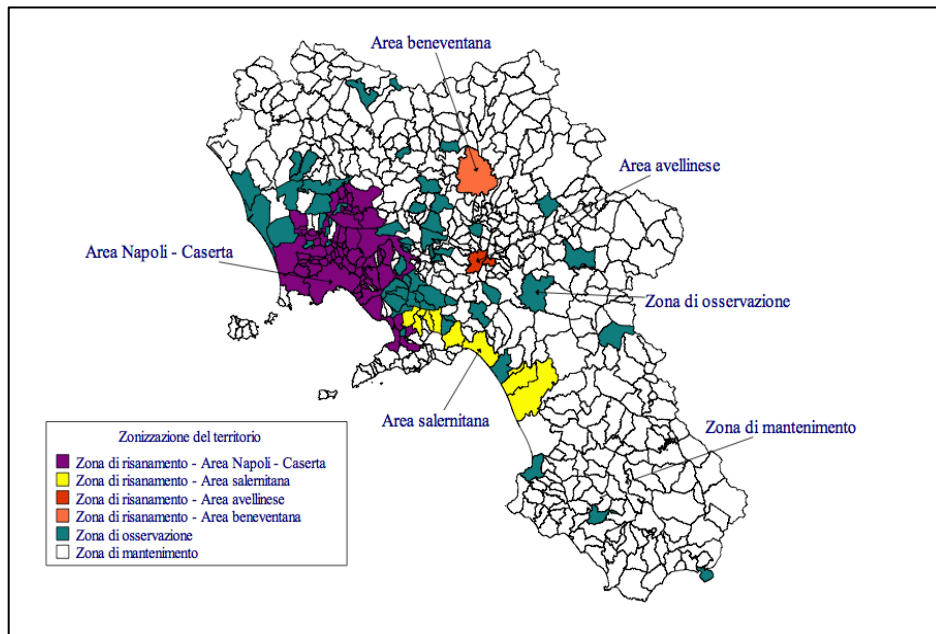 Area beneventana
Area avellinese
Area Napoli - Caserta
Zona di osservazione
Area salernitana
Zona di mantenimento
Zonizzazione del territorio
Zona di risanamento - Area Napoli - Caserta
Zona di risanamento - Area salernitana
Zona di risanamento - Area avellinese
Zona di risanamento - Area beneventana
Zona di osservazione
Zona di mantenimento